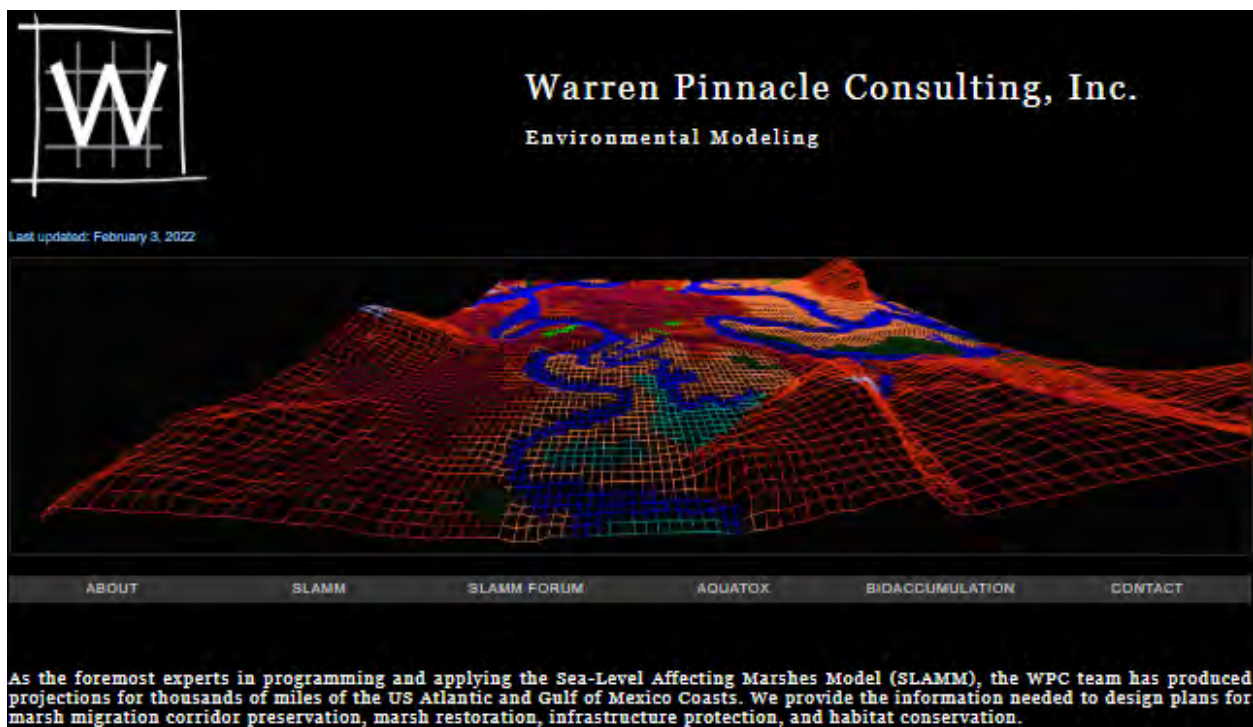 W
Warren Pinnacle Consulting, Inc.
Environmental Modeling
Last updated: February 3, 2022
ABOUT SLAMM SLAMM FORUM AQUATOX BIOACCUMULATION CONTACT
As the foremost experts in programming and applying the Sea-Level Affecting Marshes Model (SLAMM), the WPC team has produced
projections for thousands of miles of the US Atlantic and Gulf of Mexico Coasts. We provide the information needed to design plans for
marsh migration corridor preservation, marsh restoration, infrastructure protection, and habitat conservation.